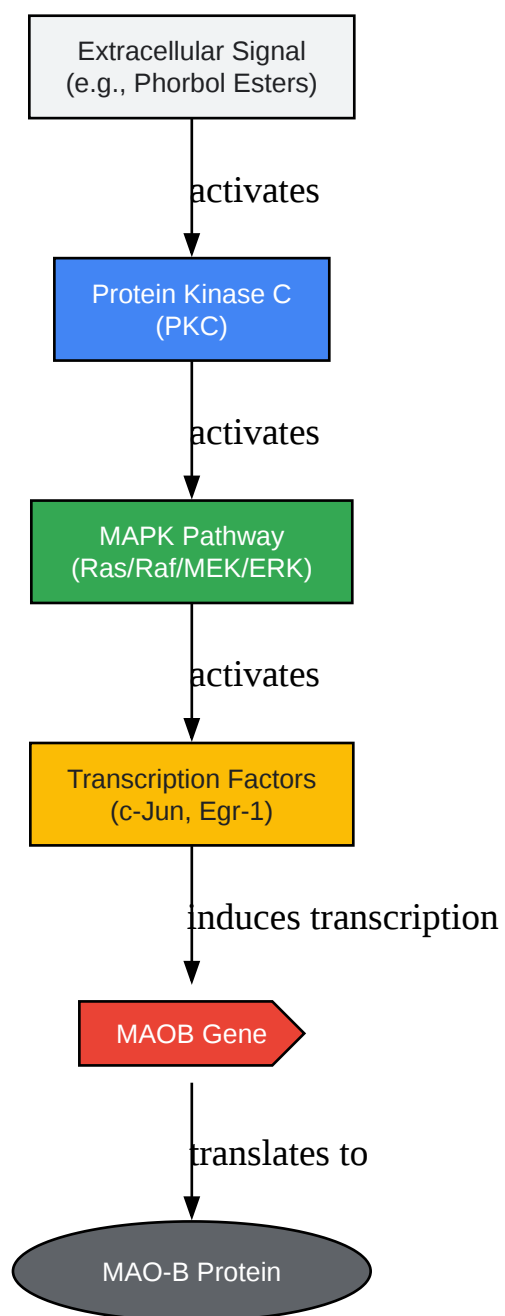 Extracellular Signal
(e.g., Phorbol Esters)
activates
Protein Kinase C
(PKC)
activates
MAPK Pathway
(Ras/Raf/MEK/ERK)
activates
Transcription Factors
(c-Jun, Egr-1)
induces transcription
MAOB Gene
translates to
MAO-B Protein